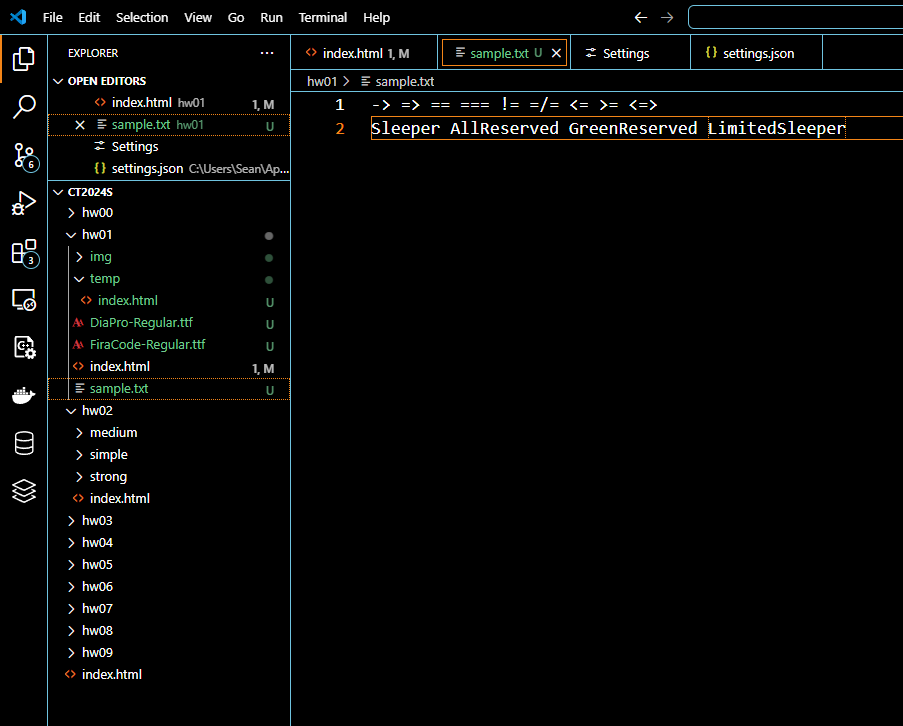 File Edit Selection View Go Run Terminal Help
EXPLORER ...
OPEN EDITORS
index.html hw01 1, M
sample.txt hw01 U
Settings
settings.json C:\Users\Sean\Ap...
CT2024S
hw00
hw01
img
temp
index.html U
DiaPro-Regular.ttf U
FiraCode-Regular.ttf U
index.html 1, M
sample.txt U
hw02
medium
simple
strong
index.html
hw03
hw04
hw05
hw06
hw07
hw08
hw09
index.html
6
3
index.html 1, M sample.txt U Settings settings.json
hw01 > sample.txt
1 -> => == === != =/= <= >= <=>
2 Sleeper AllReserved GreenReserved LimitedSleeper